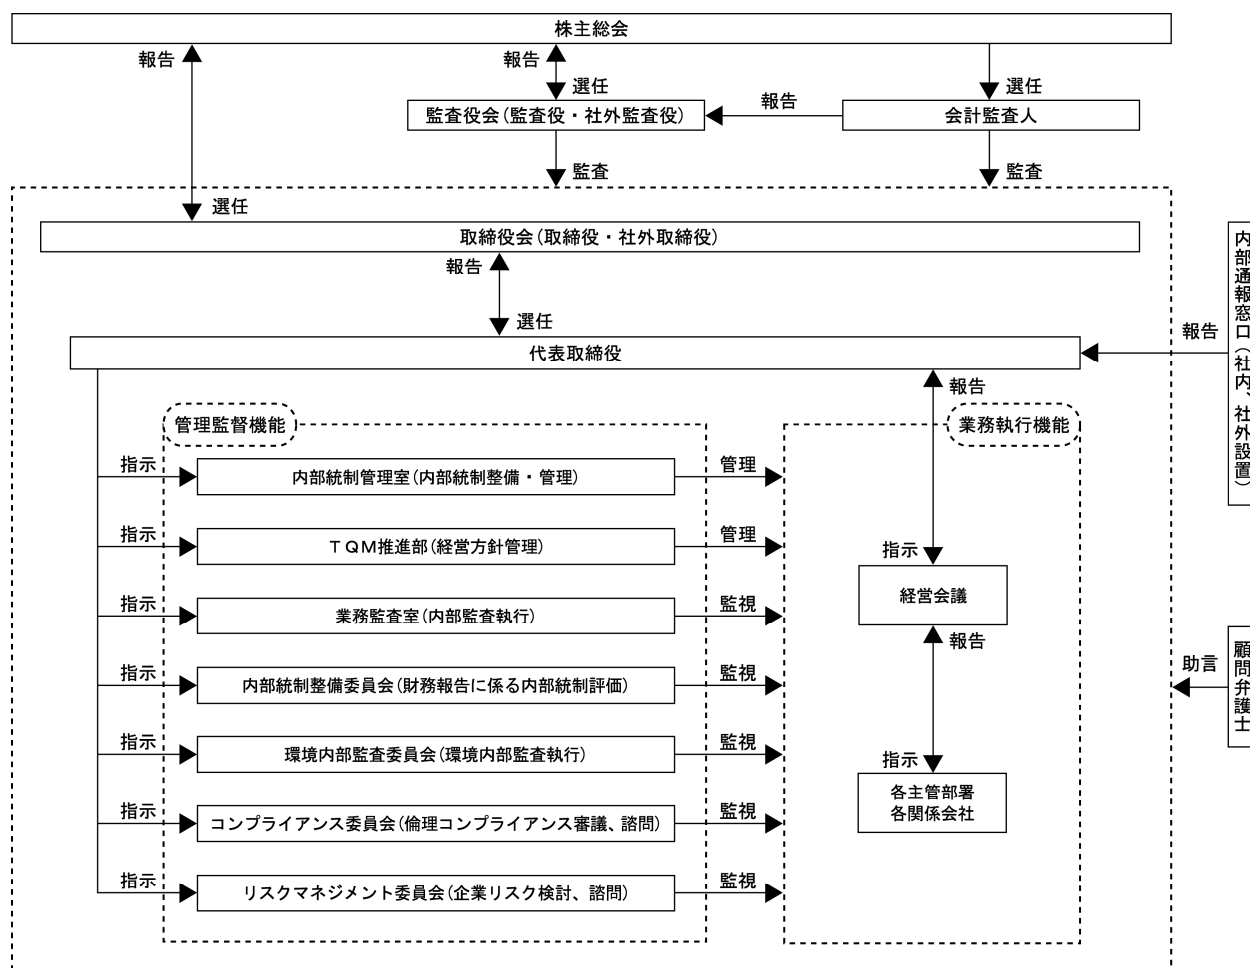 株主総会
報告
報告
選任
選任
監査役会(監査役・社外監査役)
報告
会計監査人
監査
監査
選任
取締役会(取締役・社外取締役)
報告
選任
代表取締役
報告
内部通報窓口(社内、社外設置)
報告
管理監督機能
業務執行機能
指示
内部統制管理室(内部統制整備・管理)
管理
指示
TQM推進部(経営方針管理)
管理
指示
経営会議
指示
業務監査室(内部監査執行)
監視
報告
指示
内部統制整備委員会(財務報告に係る内部統制評価)
監視
助言
顧問弁護士
指示
環境内部監査委員会(環境内部監査執行)
監視
指示
各主管部署
各関係会社
指示
コンプライアンス委員会(倫理コンプライアンス審議、諮問)
監視
指示
リスクマネジメント委員会(企業リスク検討、諮問)
監視